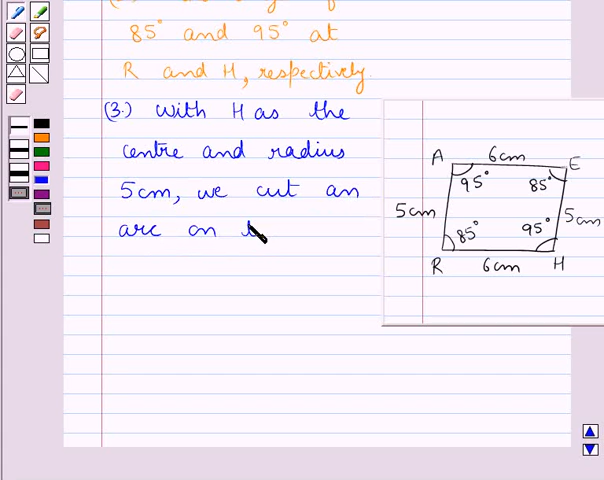 85° and 95° at
R and H, respectively.
(3.) With H as the
centre and radius
5cm, we cut an
arc on
A 6cm E
95° 85°
5cm 5cm
85° 95°
R 6cm H